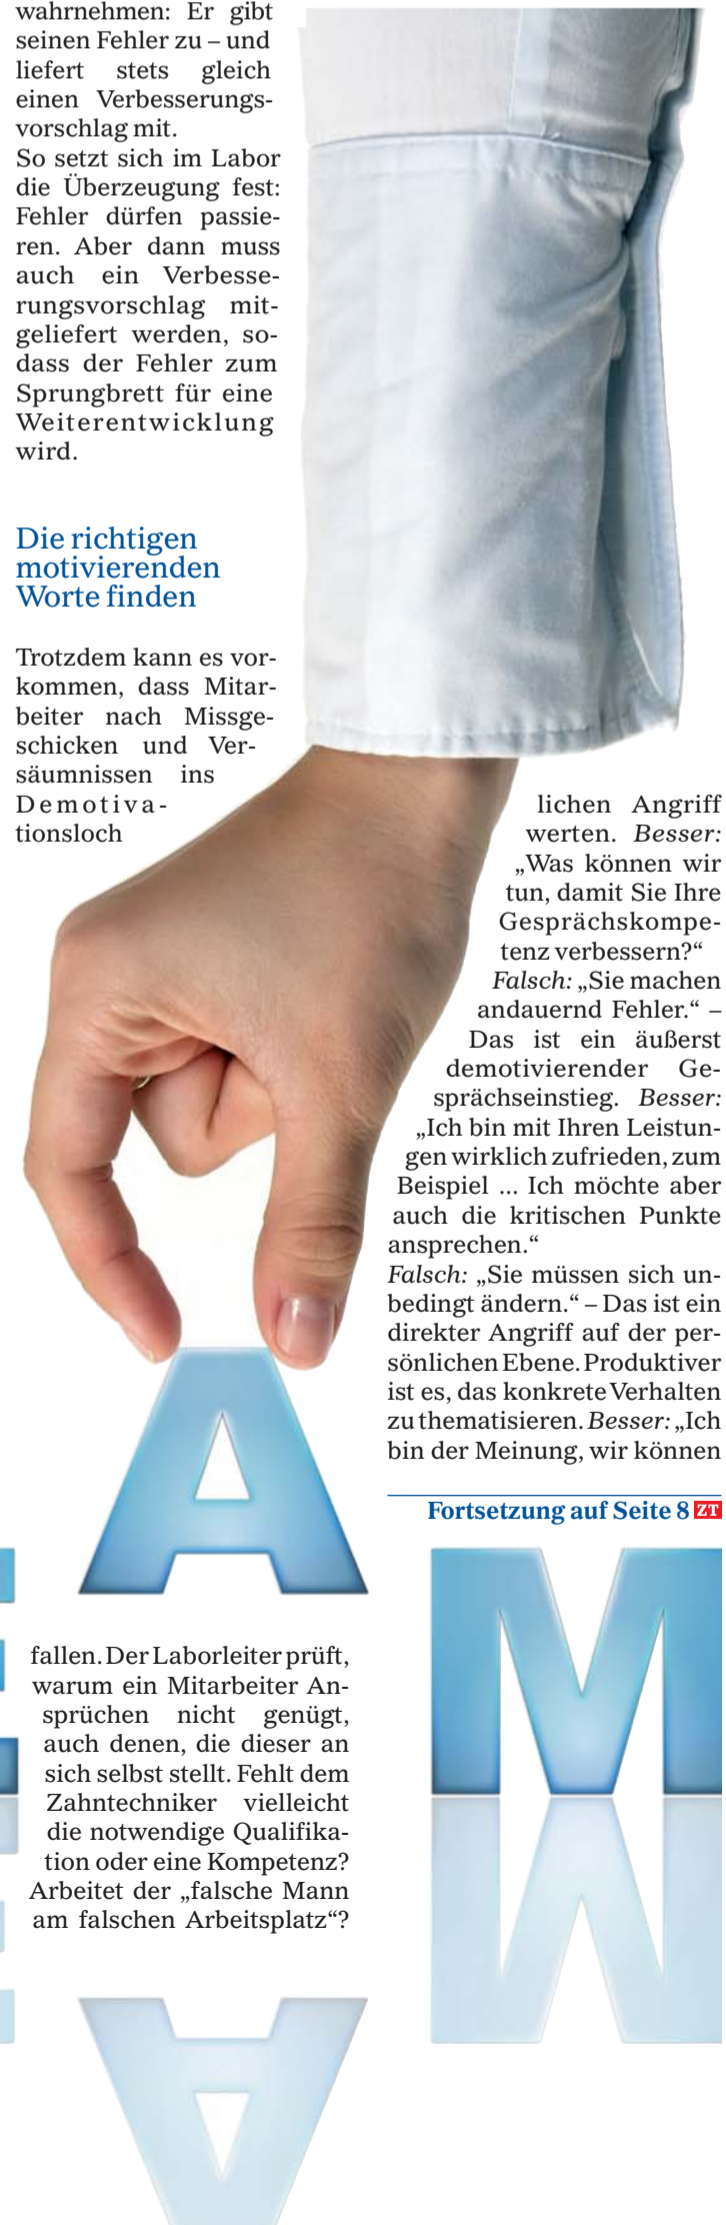 wahrnehmen: Er gibt
seinen Fehler zu – und
liefert stets gleich
einen Verbesserungs-
vorschlag mit.
So setzt sich im Labor
die Überzeugung fest:
Fehler dürfen passie-
ren. Aber dann muss
auch ein Verbesse-
rungsvorschlag mit-
geliefert werden, so-
dass der Fehler zum
Sprungbrett für eine
Weiterentwicklung
wird.
Die richtigen
motivierenden
Worte finden
Trotzdem kann es vor-
kommen, dass Mitar-
beiter nach Missge-
schicken und Ver-
säumnissen ins
Demotiva-
tionsloch
fallen. Der Laborleiter prüft,
warum ein Mitarbeiter An-
sprüchen nicht genügt,
auch denen, die dieser an
sich selbst stellt. Fehlt dem
Zahntechniker vielleicht
die notwendige Qualifika-
tion oder eine Kompetenz?
Arbeitet der „falsche Mann
am falschen Arbeitsplatz“?
lichen Angriff
werten. Besser:
„Was können wir
tun, damit Sie Ihre
Gesprächskompe-
tenz verbessern?“
Falsch: „Sie machen
andauernd Fehler.“ –
Das ist ein äußerst
demotivierender Ge-
sprächseinstieg. Besser:
„Ich bin mit Ihren Leistun-
gen wirklich zufrieden, zum
Beispiel ... Ich möchte aber
auch die kritischen Punkte
ansprechen.“
Falsch: „Sie müssen sich un-
bedingt ändern.“ – Das ist ein
direkter Angriff auf der per-
sönlichen Ebene. Produktiver
ist es, das konkrete Verhalten
zu thematisieren. Besser: „Ich
bin der Meinung, wir können
Fortsetzung auf Seite 8 ZT
A M